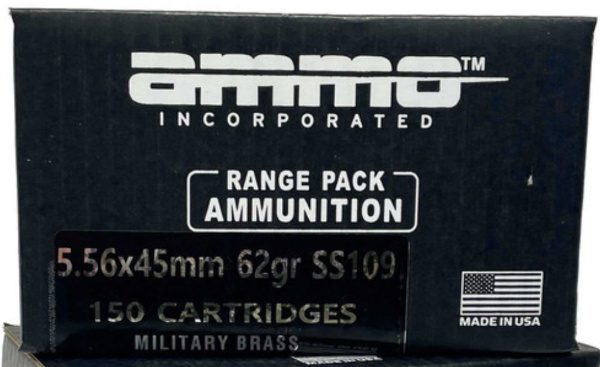 ammo™
INCORPORATED
RANGE PACK
AMMUNITION
5.56x45mm 62gr SS109
150 CARTRIDGES
MILITARY BRASS
MADE IN USA